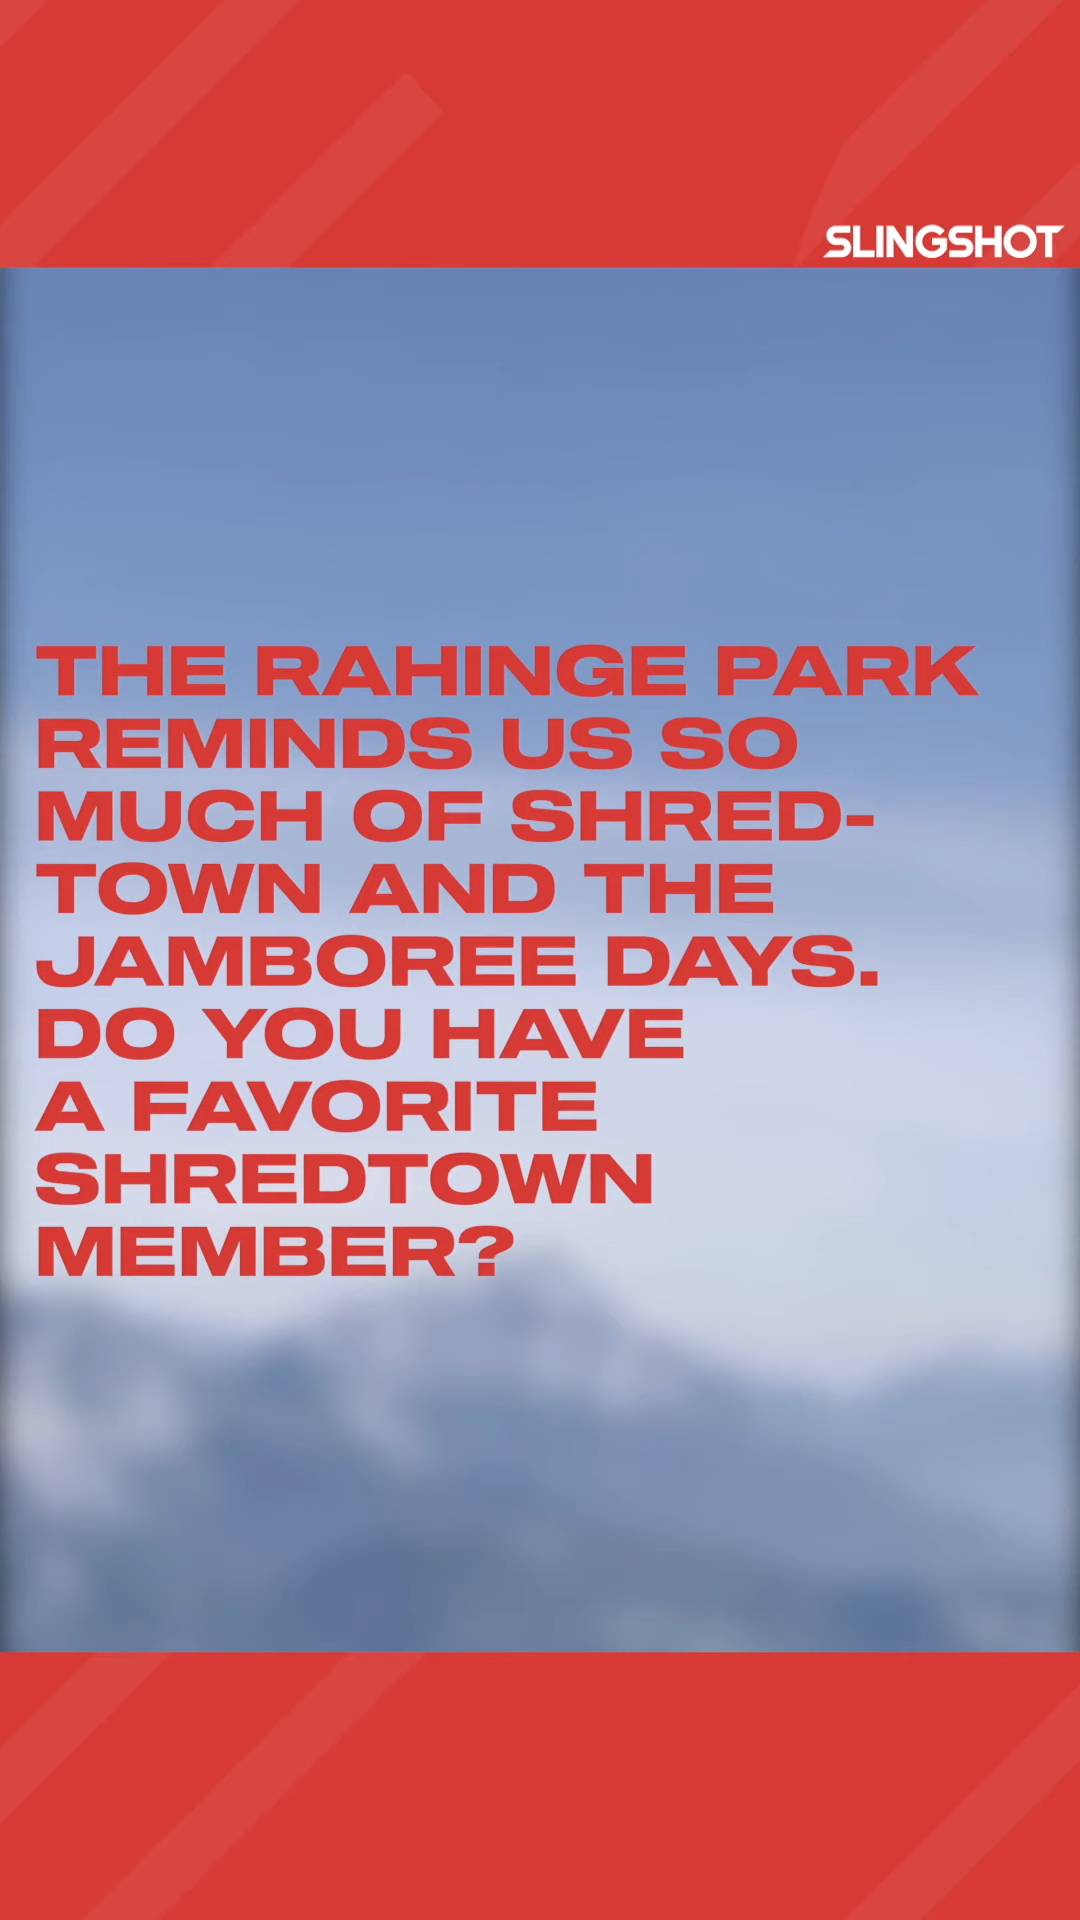 SLINGSHOT
THE RAHINGE PARK
REMINDS US SO
MUCH OF SHRED-
TOWN AND THE
JAMBOREE DAYS.
DO YOU HAVE
A FAVORITE
SHREDTOWN
MEMBER?